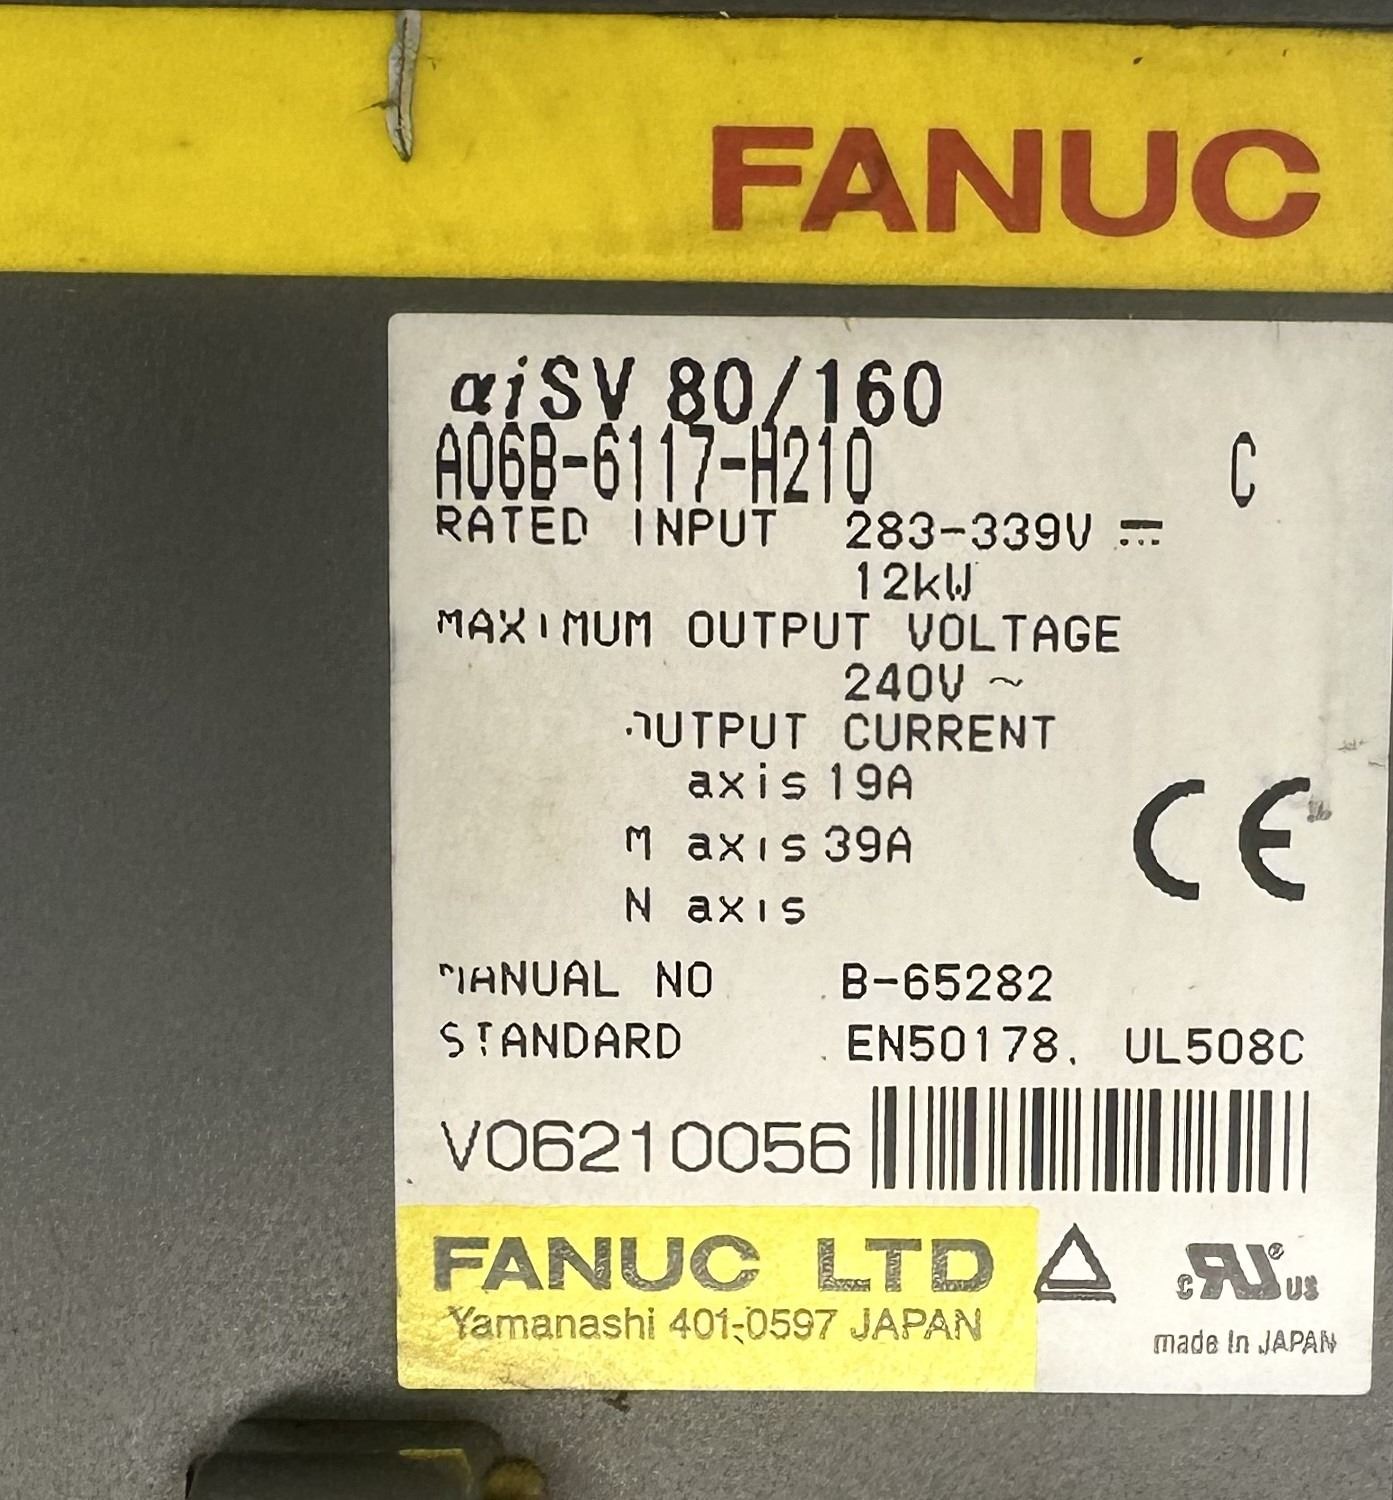 FANUC
αiSV 80/160
A06B-6117-H210 C
RATED INPUT 283-339V ⎓
12kW
MAXIMUM OUTPUT VOLTAGE
240V ~
OUTPUT CURRENT
axis 19A
M axis 39A
N axis
MANUAL NO B-65282
STANDARD EN50178, UL508C
CE
V06210056
FANUC LTD
Yamanashi 401-0597 JAPAN
c RU us
made in JAPAN